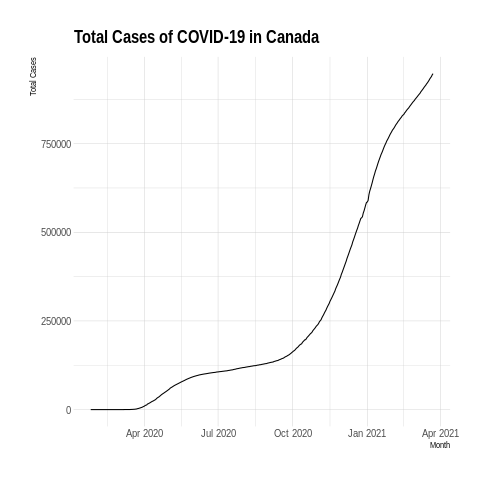 Total Cases of COVID-19 in Canada
Total Cases
750000
500000
250000
0
Apr 2020 Jul 2020 Oct 2020 Jan 2021 Apr 2021
Month